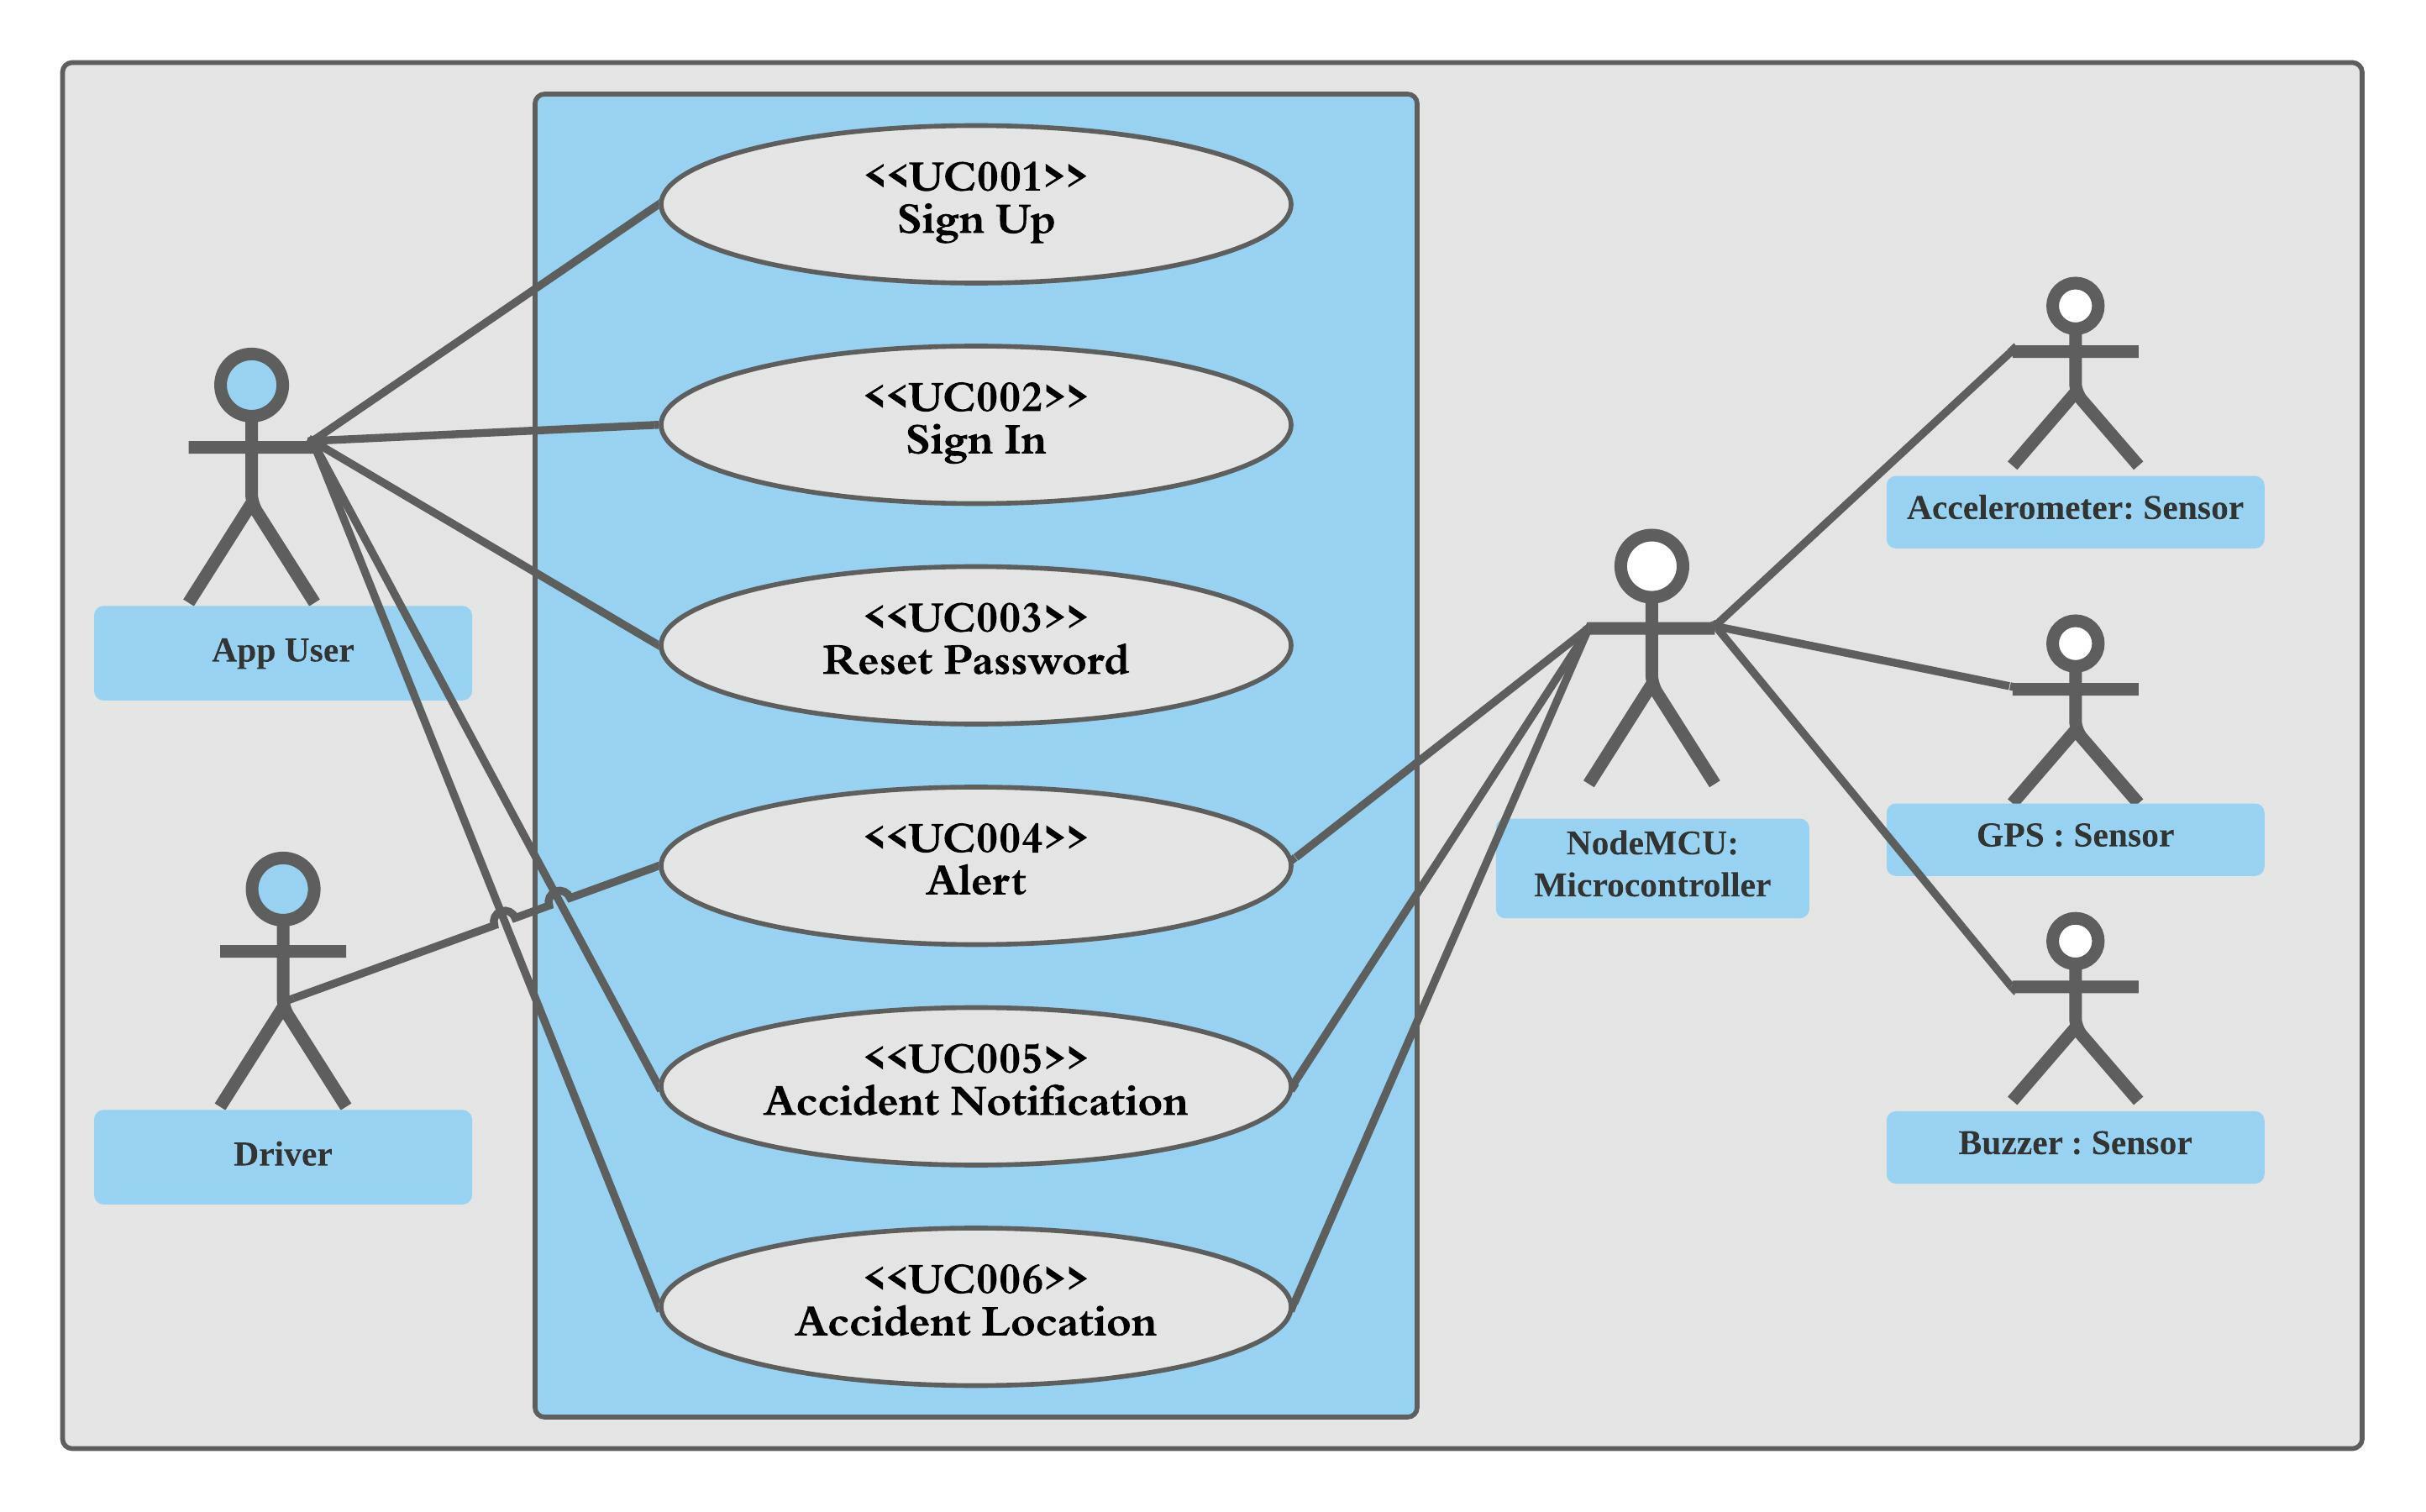 <<UC001>>
Sign Up
<<UC002>>
Sign In
<<UC003>>
Reset Password
<<UC004>>
Alert
<<UC005>>
Accident Notification
<<UC006>>
Accident Location
App User
Driver
NodeMCU:
Microcontroller
Accelerometer: Sensor
GPS : Sensor
Buzzer : Sensor